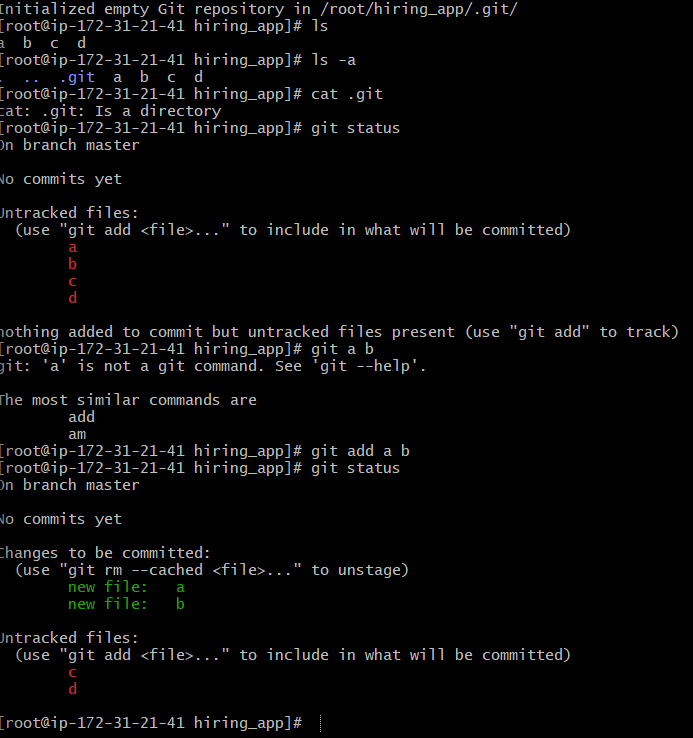 Initialized empty Git repository in /root/hiring_app/.git/
[root@ip-172-31-21-41 hiring_app]# ls
a  b  c  d
[root@ip-172-31-21-41 hiring_app]# ls -a
.  ..  .git  a  b  c  d
[root@ip-172-31-21-41 hiring_app]# cat .git
cat: .git: Is a directory
[root@ip-172-31-21-41 hiring_app]# git status
On branch master

No commits yet

Untracked files:
  (use "git add <file>..." to include in what will be committed)
        a
        b
        c
        d

nothing added to commit but untracked files present (use "git add" to track)
[root@ip-172-31-21-41 hiring_app]# git a b
git: 'a' is not a git command. See 'git --help'.

The most similar commands are
        add
        am
[root@ip-172-31-21-41 hiring_app]# git add a b
[root@ip-172-31-21-41 hiring_app]# git status
On branch master

No commits yet

Changes to be committed:
  (use "git rm --cached <file>..." to unstage)
        new file:   a
        new file:   b

Untracked files:
  (use "git add <file>..." to include in what will be committed)
        c
        d

[root@ip-172-31-21-41 hiring_app]#